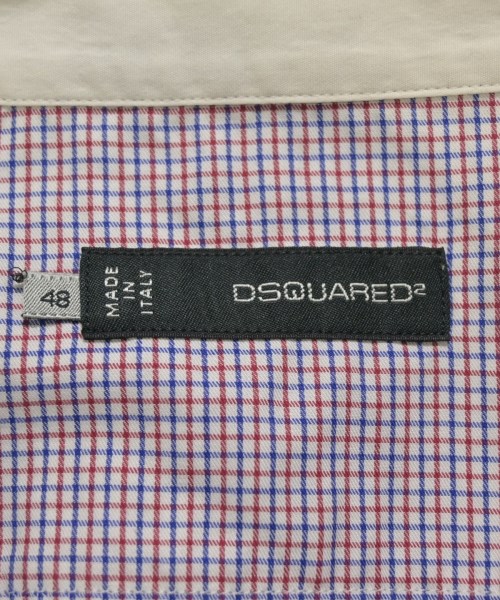 48
MADE
IN
ITALY
DSQUARED²